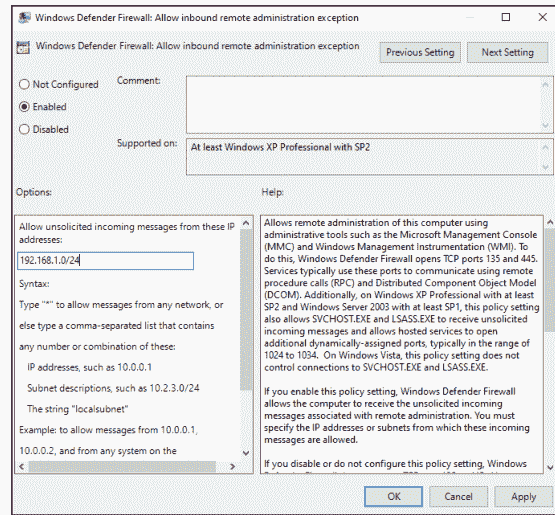 Windows Defender Firewall: Allow inbound remote administration exception
Windows Defender Firewall: Allow inbound remote administration exception
Previous Setting
Next Setting
Not Configured
Enabled
Disabled
Comment:
Supported on:
At least Windows XP Professional with SP2
Options:
Help:
Allow unsolicited incoming messages from these IP
addresses:
192.168.1.0/24
Syntax:
Type "*" to allow messages from any network, or
else type a comma-separated list that contains
any number or combination of these:
IP addresses, such as 10.0.0.1
Subnet descriptions, such as 10.2.3.0/24
The string "localsubnet"
Example: to allow messages from 10.0.0.1,
10.0.0.2, and from any system on the
Allows remote administration of this computer using
administrative tools such as the Microsoft Management Console
(MMC) and Windows Management Instrumentation (WMI). To
do this, Windows Defender Firewall opens TCP ports 135 and 445.
Services typically use these ports to communicate using remote
procedure calls (RPC) and Distributed Component Object Model
(DCOM). Additionally, on Windows XP Professional with at least
SP2 and Windows Server 2003 with at least SP1, this policy setting
also allows SVCHOST.EXE and LSASS.EXE to receive unsolicited
incoming messages and allows hosted services to open
additional dynamically-assigned ports, typically in the range of
1024 to 1034. On Windows Vista, this policy setting does not
control connections to SVCHOST.EXE and LSASS.EXE.
If you enable this policy setting, Windows Defender Firewall
allows the computer to receive the unsolicited incoming
messages associated with remote administration. You must
specify the IP addresses or subnets from which these incoming
messages are allowed.
If you disable or do not configure this policy setting, Windows
OK
Cancel
Apply